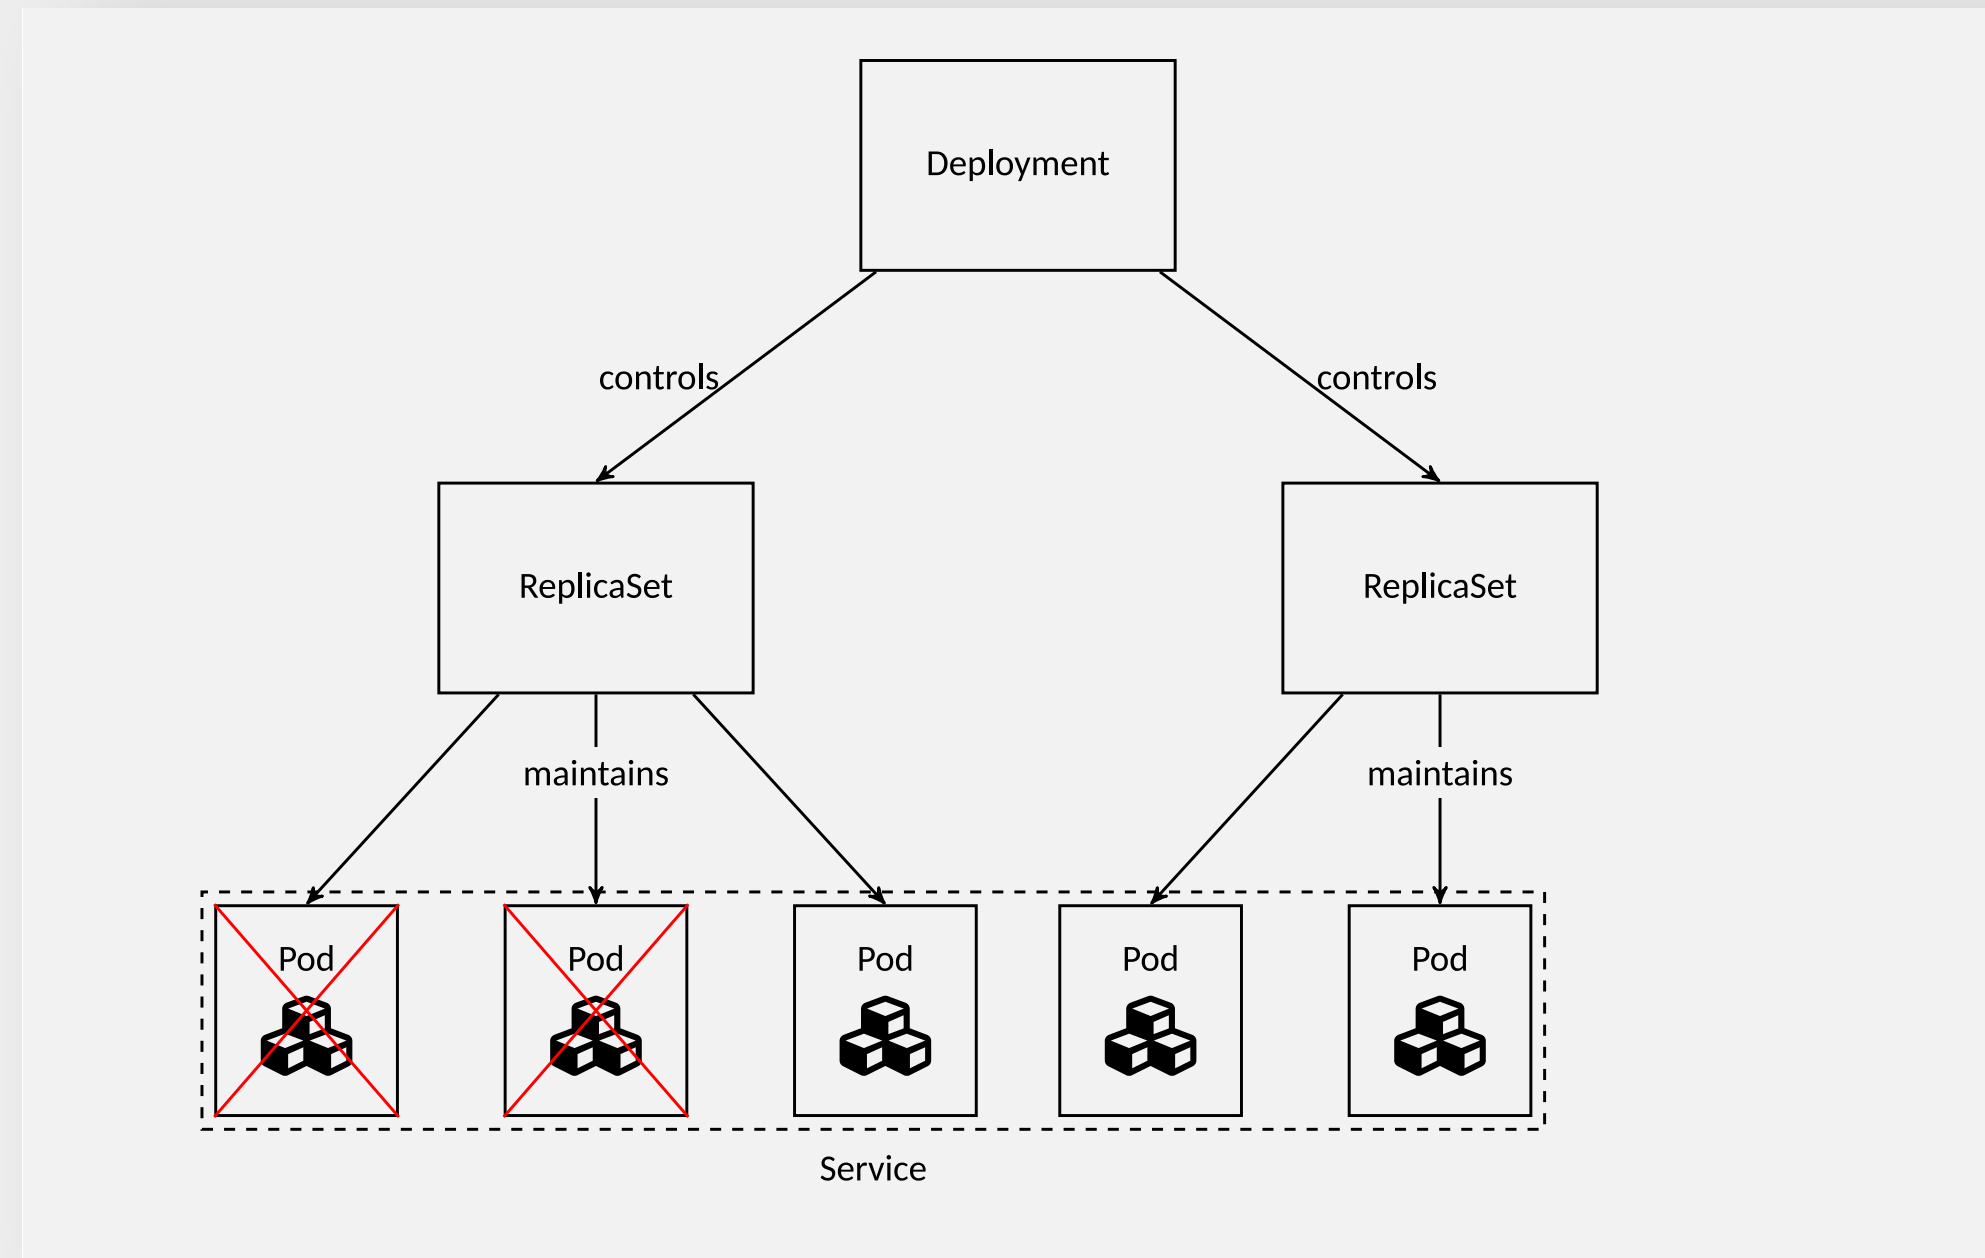 Deployment
controls
controls
ReplicaSet
ReplicaSet
maintains
maintains
Pod
Pod
Pod
Pod
Pod
Service